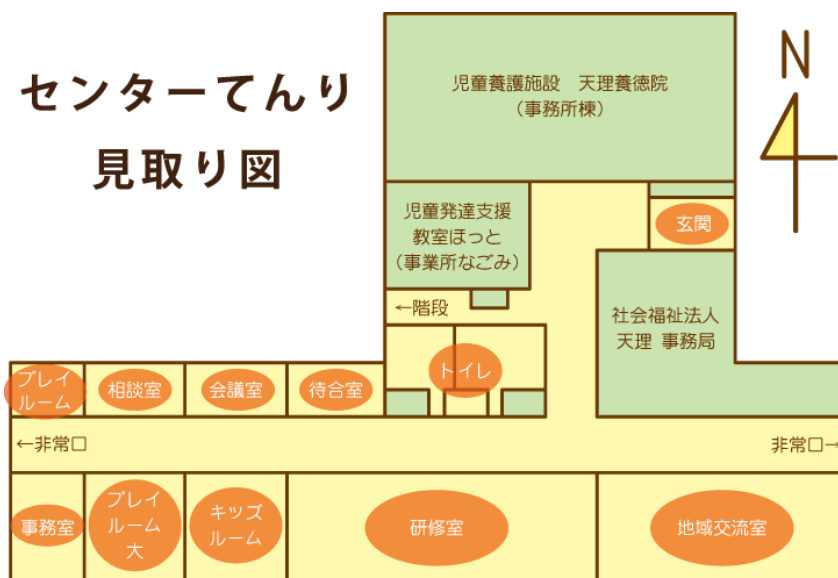 センターてんり
見取り図
N
児童養護施設　天理養徳院
（事務所棟）
児童発達支援
教室ほっと
（事業所なごみ）
玄関
←階段
社会福祉法人
天理 事務局
トイレ
プレイ
ルーム
相談室
会議室
待合室
←非常口
非常口→
事務室
プレイ
ルーム
大
キッズ
ルーム
研修室
地域交流室